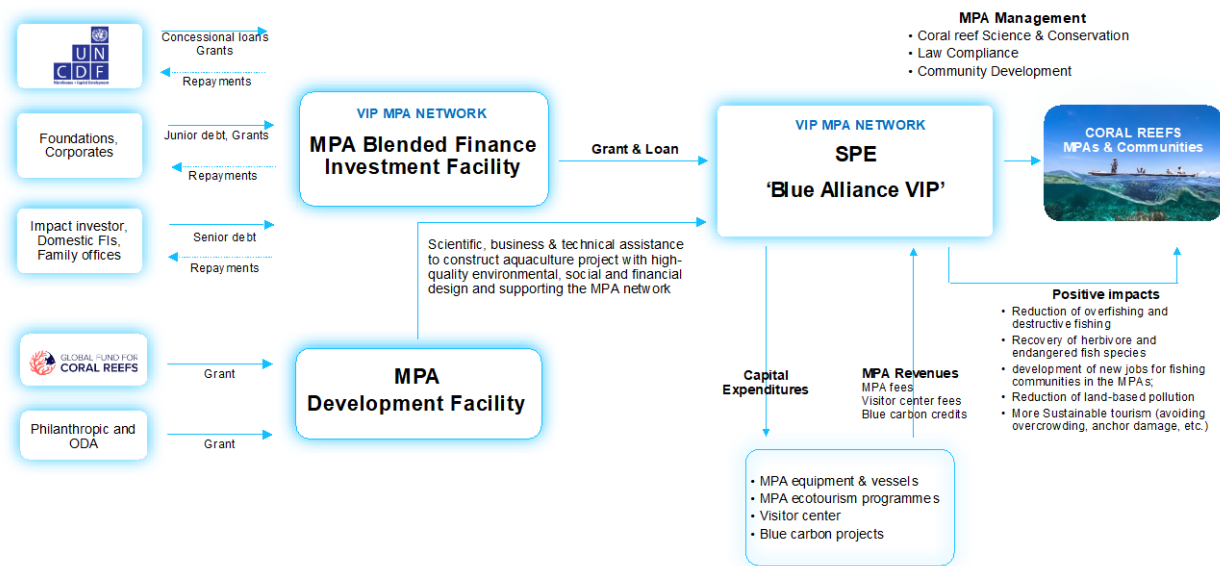 UN
CDF
Concessional loans
Grants
Repayments
Foundations,
Corporates
Junior debt, Grants
Repayments
Impact investor,
Domestic FIs,
Family offices
Senior debt
Repayments
GLOBAL FUND FOR
CORAL REEFS
Grant
Philanthropic and
ODA
Grant
VIP MPA NETWORK
MPA Blended Finance
Investment Facility
Grant & Loan
MPA
Development Facility
Scientific, business & technical assistance
to construct aquaculture project with high-
quality environmental, social and financial
design and supporting the MPA network
VIP MPA NETWORK
SPE
‘Blue Alliance VIP’
MPA Management
• Coral reef Science & Conservation
• Law Compliance
• Community Development
CORAL REEFS
MPAs & Communities
Capital
Expenditures
MPA Revenues
MPA fees
Visitor center fees
Blue carbon credits
• MPA equipment & vessels
• MPA ecotourism programmes
• Visitor center
• Blue carbon projects
Positive impacts
• Reduction of overfishing and
destructive fishing
• Recovery of herbivore and
endangered fish species
• development of new jobs for fishing
communities in the MPAs;
• Reduction of land-based pollution
• More Sustainable tourism (avoiding
overcrowding, anchor damage, etc.)